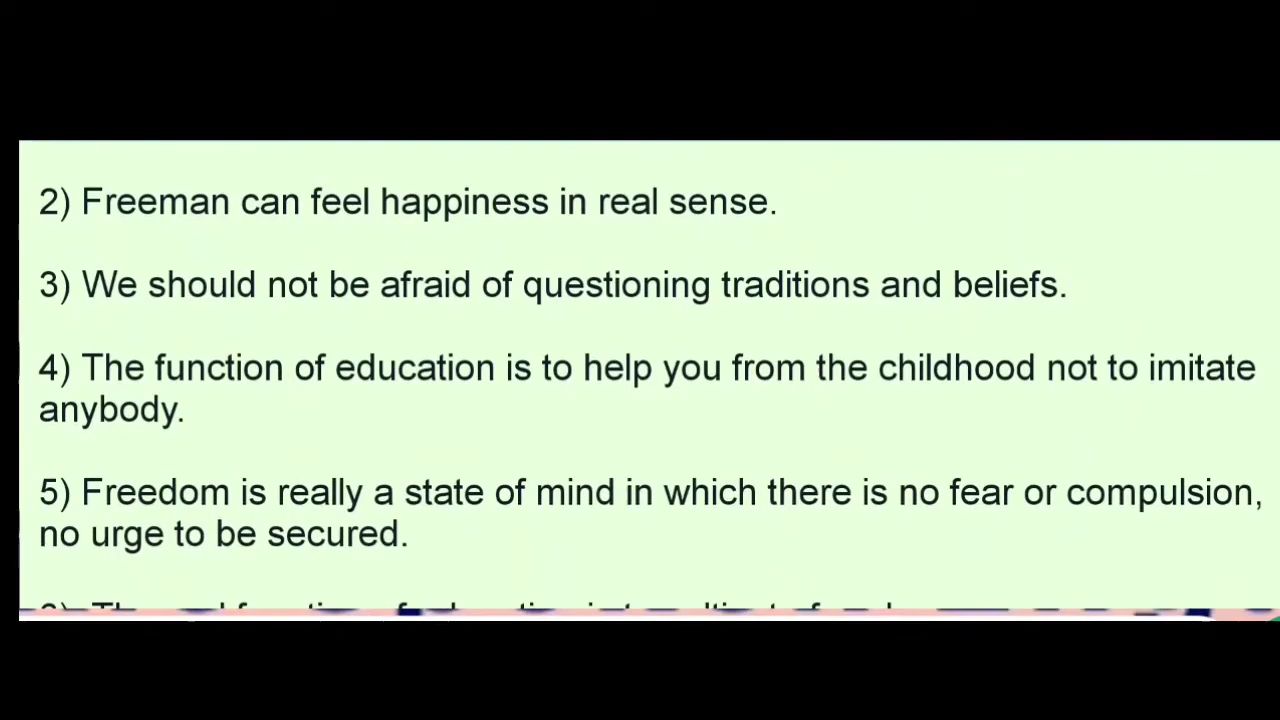 2) Freeman can feel happiness in real sense.
3) We should not be afraid of questioning traditions and beliefs.
4) The function of education is to help you from the childhood not to imitate
anybody.
5) Freedom is really a state of mind in which there is no fear or compulsion,
no urge to be secured.